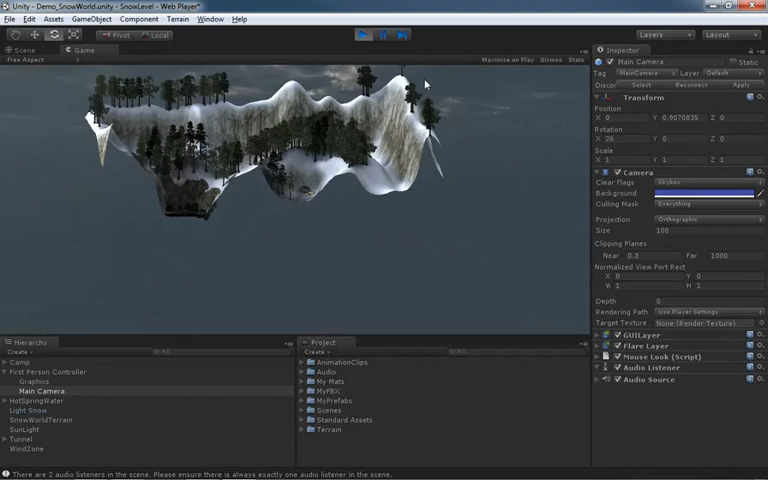 Unity - Demo_SnowWorld.unity - SnowLevel - Web Player*
File Edit Assets GameObject Component Terrain Window Help
Pivot Local Layers Layout
Scene Game Inspector
Free Aspect Maximize on Play Gizmos Stats Main Camera Static
Tag MainCamera Layer Default
Select Reconnect Apply
Transform
Position
X 0 Y 0.9070835 Z 0
Rotation
X 26 Y 0 Z 0
Scale
X 1 Y 1 Z 1
Camera
Clear Flags Skybox
Background
Culling Mask Everything
Projection Orthographic
Size 100
Clipping Planes
Near 0.3 Far 1000
Normalized View Port Rect
X 0 Y 0
W 1 H 1
Depth 0
Rendering Path Use Player Settings
Target Texture None (Render Texture)
GUILayer
Flare Layer
Mouse Look (Script)
Audio Listener
Audio Source
Hierarchy
Create All
Camp
First Person Controller
Graphics
Main Camera
HotSpringWater
Light Snow
SnowWorldTerrain
SunLight
Tunnel
WindZone
Project
Create All
AnimationClips
Audio
My Mats
MyFBX
MyPrefabs
Scenes
Standard Assets
Terrain
There are 2 audio listeners in the scene. Please ensure there is always exactly one audio listener in the scene.